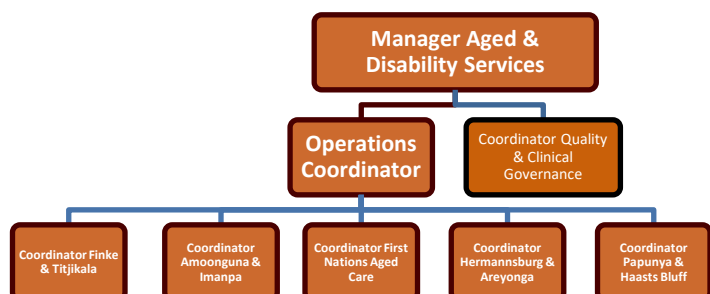 Manager Aged &
Disability Services
Operations
Coordinator
Coordinator Quality
& Clinical
Governance
Coordinator Finke
& Titjikala
Coordinator
Amoonguna &
Imanpa
Coordinator First
Nations Aged
Care
Coordinator
Hermannsburg &
Areyonga
Coordinator
Papunya &
Haasts Bluff